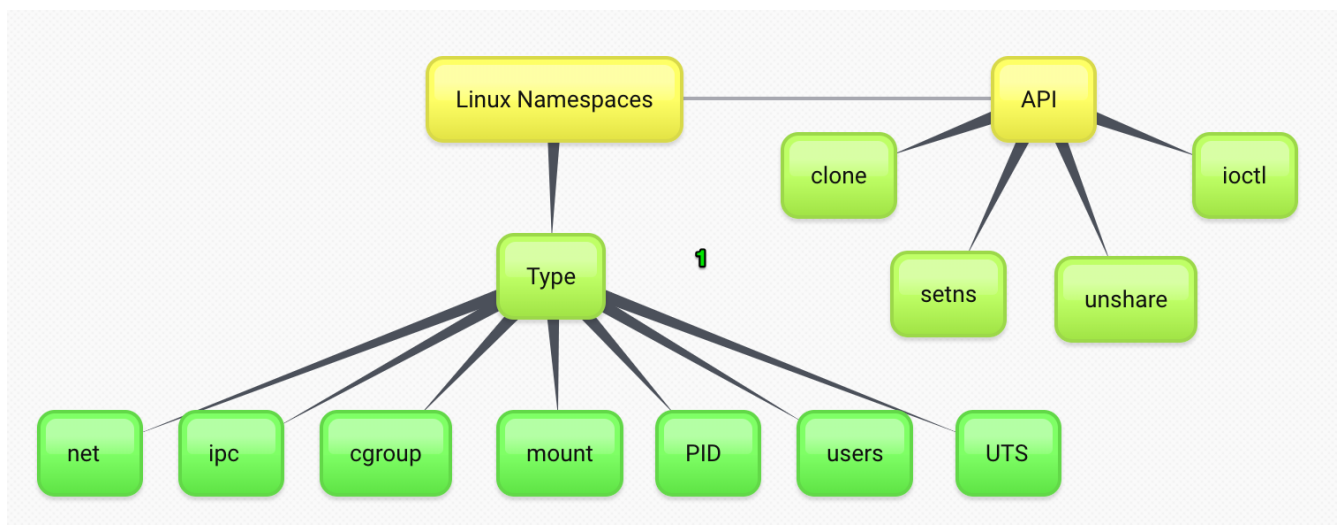 Linux Namespaces
API
clone
ioctl
Type
1
setns
unshare
net
ipc
cgroup
mount
PID
users
UTS